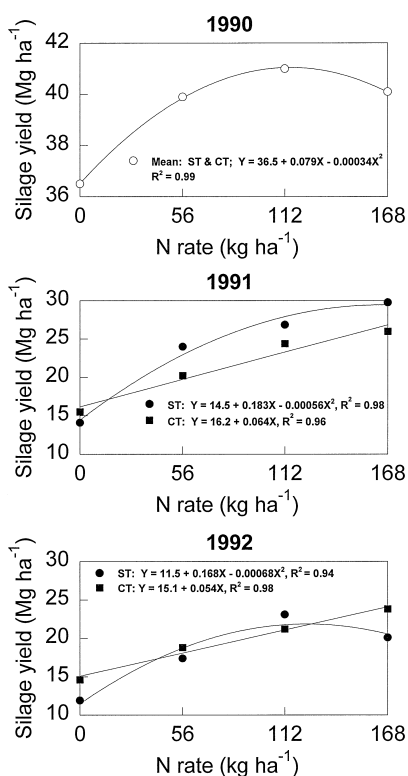 1990
Silage yield (Mg ha⁻¹)
42
40
38
36
Mean: ST & CT; Y = 36.5 + 0.079X - 0.00034X²
R² = 0.99
0 56 112 168
N rate (kg ha⁻¹)
1991
Silage yield (Mg ha⁻¹)
30
25
20
15
10
ST: Y = 14.5 + 0.183X - 0.00056X², R² = 0.98
CT: Y = 16.2 + 0.064X, R² = 0.96
0 56 112 168
N rate (kg ha⁻¹)
1992
Silage yield (Mg ha⁻¹)
30
25
20
15
10
ST: Y = 11.5 + 0.168X - 0.00068X², R² = 0.94
CT: Y = 15.1 + 0.054X, R² = 0.98
0 56 112 168
N rate (kg ha⁻¹)